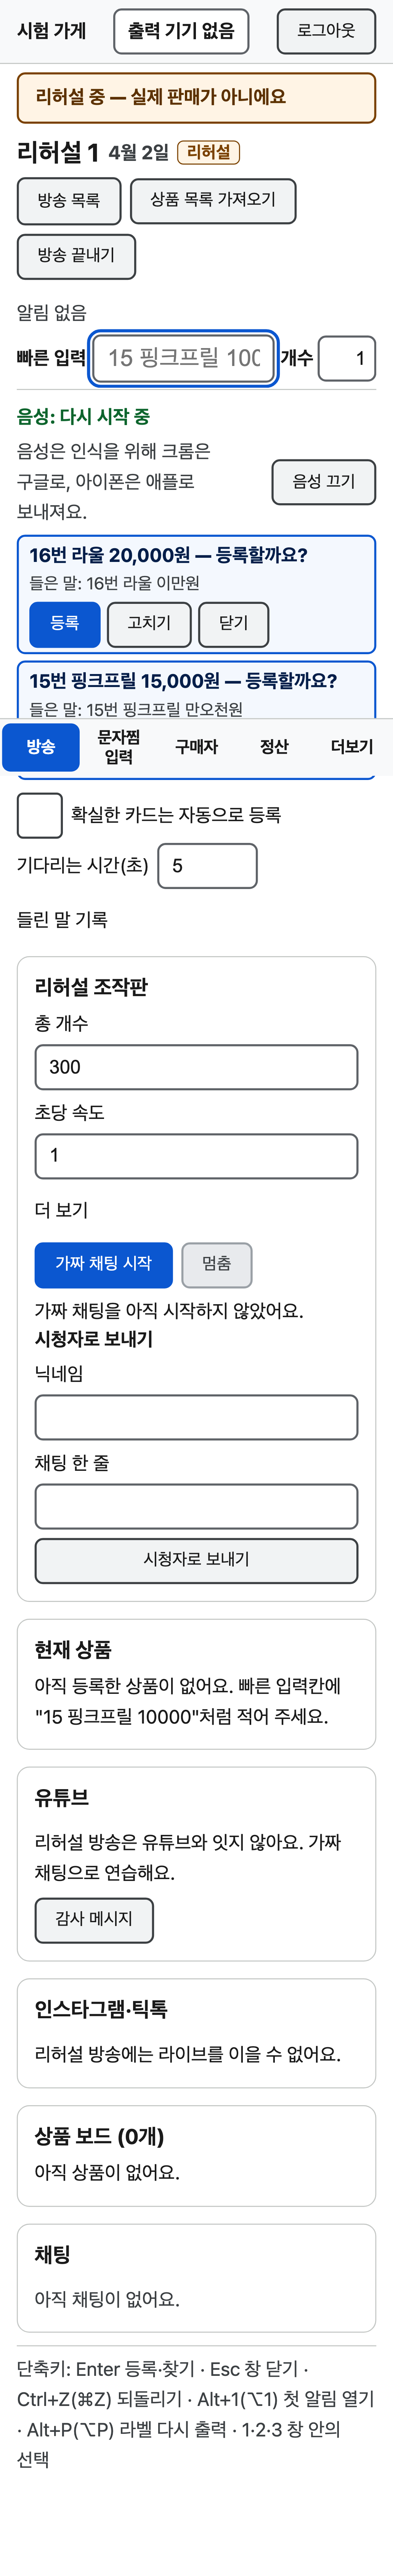 시험 가게
출력 기기 없음
로그아웃
리허설 중 — 실제 판매가 아니에요
리허설 1 4월 2일 리허설
방송 목록
상품 목록 가져오기
방송 끝내기
알림 없음
빠른 입력 15 핑크프릴 100 개수 1
음성: 다시 시작 중
음성은 인식을 위해 크롬은
구글로, 아이폰은 애플로
보내져요.
음성 끄기
16번 라울 20,000원 — 등록할까요?
들은 말: 16번 라울 이만원
등록
고치기
닫기
15번 핑크프릴 15,000원 — 등록할까요?
들은 말: 15번 핑크프릴 만오천원
방송
문자찜
입력
구매자
정산
더보기
확실한 카드는 자동으로 등록
기다리는 시간(초) 5
들린 말 기록
리허설 조작판
총 개수
300
초당 속도
1
더 보기
가짜 채팅 시작
멈춤
가짜 채팅을 아직 시작하지 않았어요.
시청자로 보내기
닉네임
채팅 한 줄
시청자로 보내기
현재 상품
아직 등록한 상품이 없어요. 빠른 입력칸에
"15 핑크프릴 10000"처럼 적어 주세요.
유튜브
리허설 방송은 유튜브와 잇지 않아요. 가짜
채팅으로 연습해요.
감사 메시지
인스타그램·틱톡
리허설 방송에는 라이브를 이을 수 없어요.
상품 보드 (0개)
아직 상품이 없어요.
채팅
아직 채팅이 없어요.
단축키: Enter 등록·찾기 · Esc 창 닫기 ·
Ctrl+Z(⌘Z) 되돌리기 · Alt+1(⌥1) 첫 알림 열기
· Alt+P(⌥P) 라벨 다시 출력 · 1·2·3 창 안의
선택